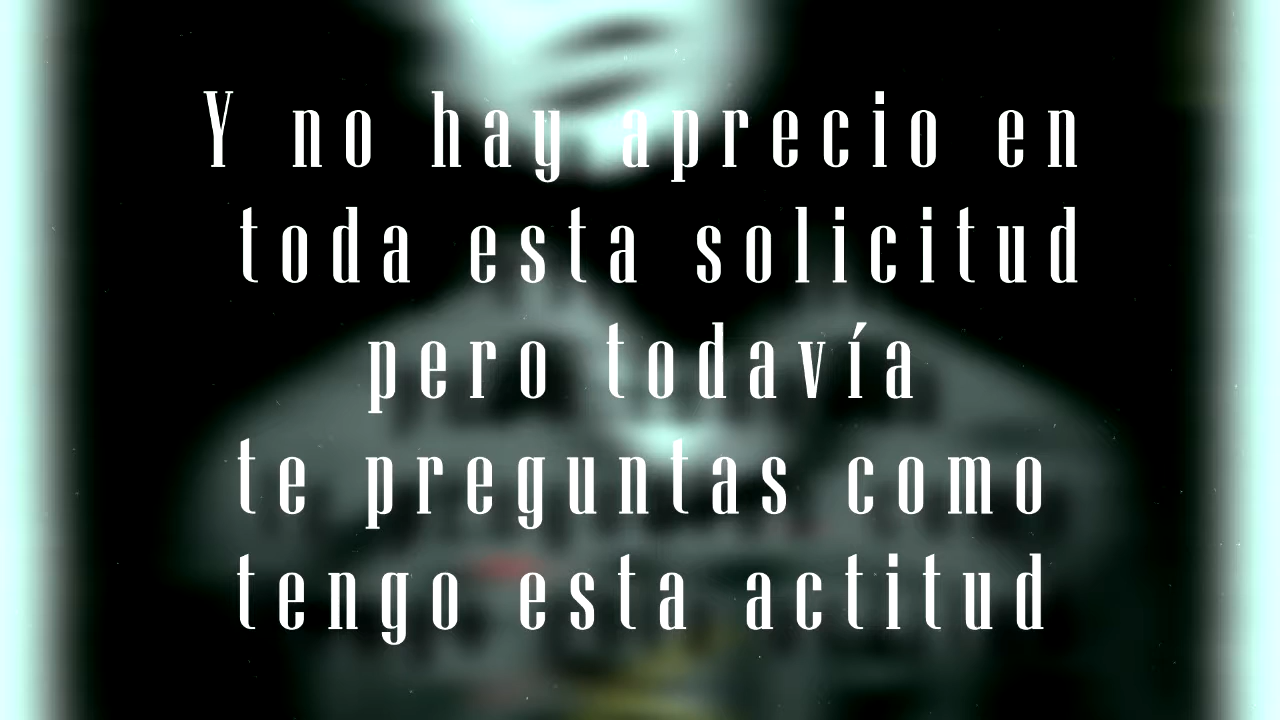 Y no hay aprecio en
toda esta solicitud
pero todavía
te preguntas como
tengo esta actitud